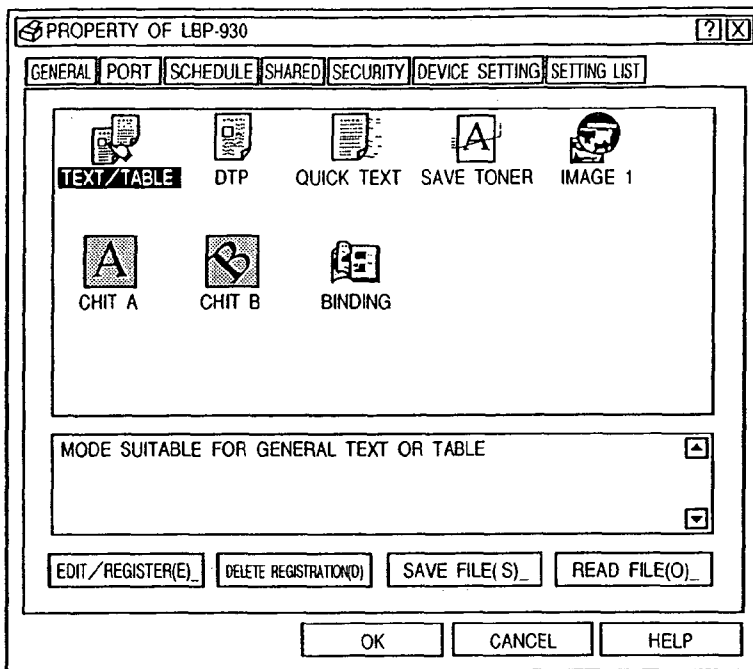 PROPERTY OF LBP-930 ? X
GENERAL PORT SCHEDULE SHARED SECURITY DEVICE SETTING SETTING LIST
TEXT/TABLE DTP QUICK TEXT SAVE TONER IMAGE 1
CHIT A CHIT B BINDING
MODE SUITABLE FOR GENERAL TEXT OR TABLE
EDIT/REGISTER(E)_ DELETE REGISTRATION(D) SAVE FILE(S)_ READ FILE(O)_
OK CANCEL HELP